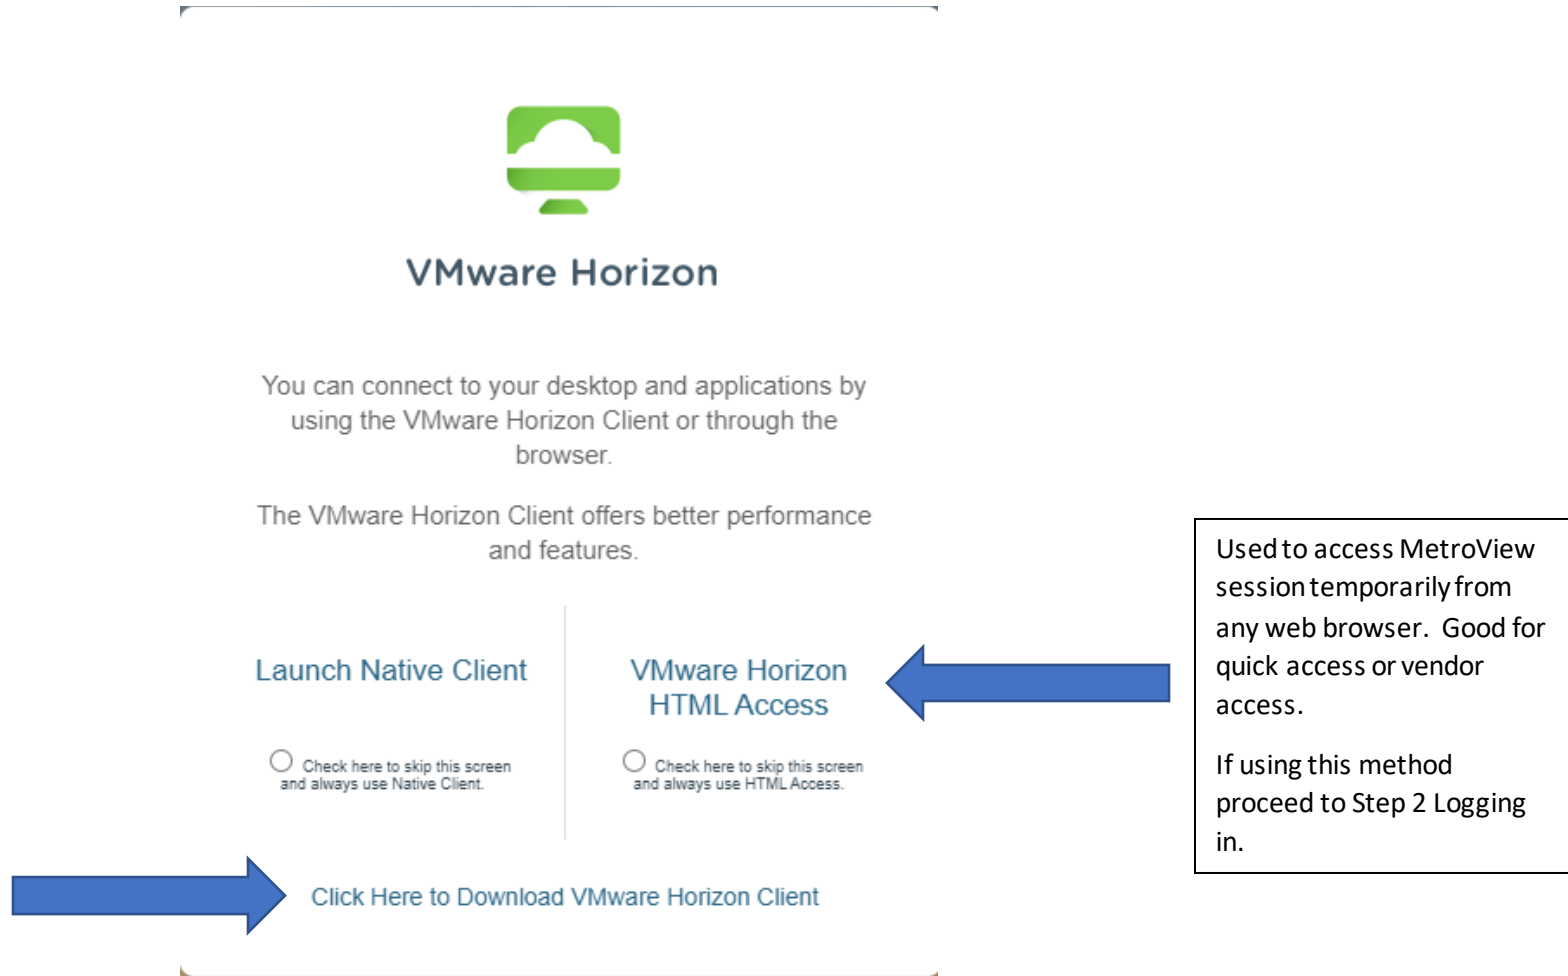 VMware Horizon
You can connect to your desktop and applications by
using the VMware Horizon Client or through the
browser.
The VMware Horizon Client offers better performance
and features.
Launch Native Client
Check here to skip this screen
and always use Native Client.
VMware Horizon
HTML Access
Check here to skip this screen
and always use HTML Access.
Click Here to Download VMware Horizon Client
Used to access MetroView
session temporarily from
any web browser.  Good for
quick access or vendor
access.
If using this method
proceed to Step 2 Logging
in.